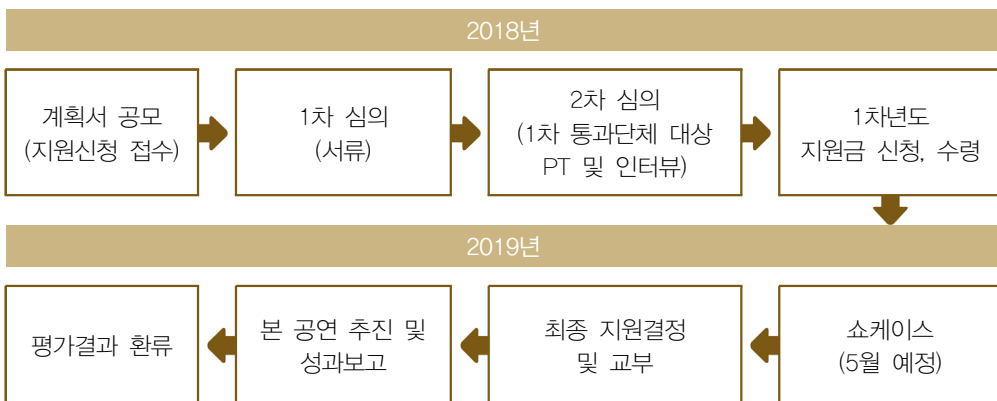 2018년
계획서 공모
(지원신청 접수)
1차 심의
(서류)
2차 심의
(1차 통과단체 대상
PT 및 인터뷰)
1차년도
지원금 신청, 수령
2019년
쇼케이스
(5월 예정)
최종 지원결정
및 교부
본 공연 추진 및
성과보고
평가결과 환류